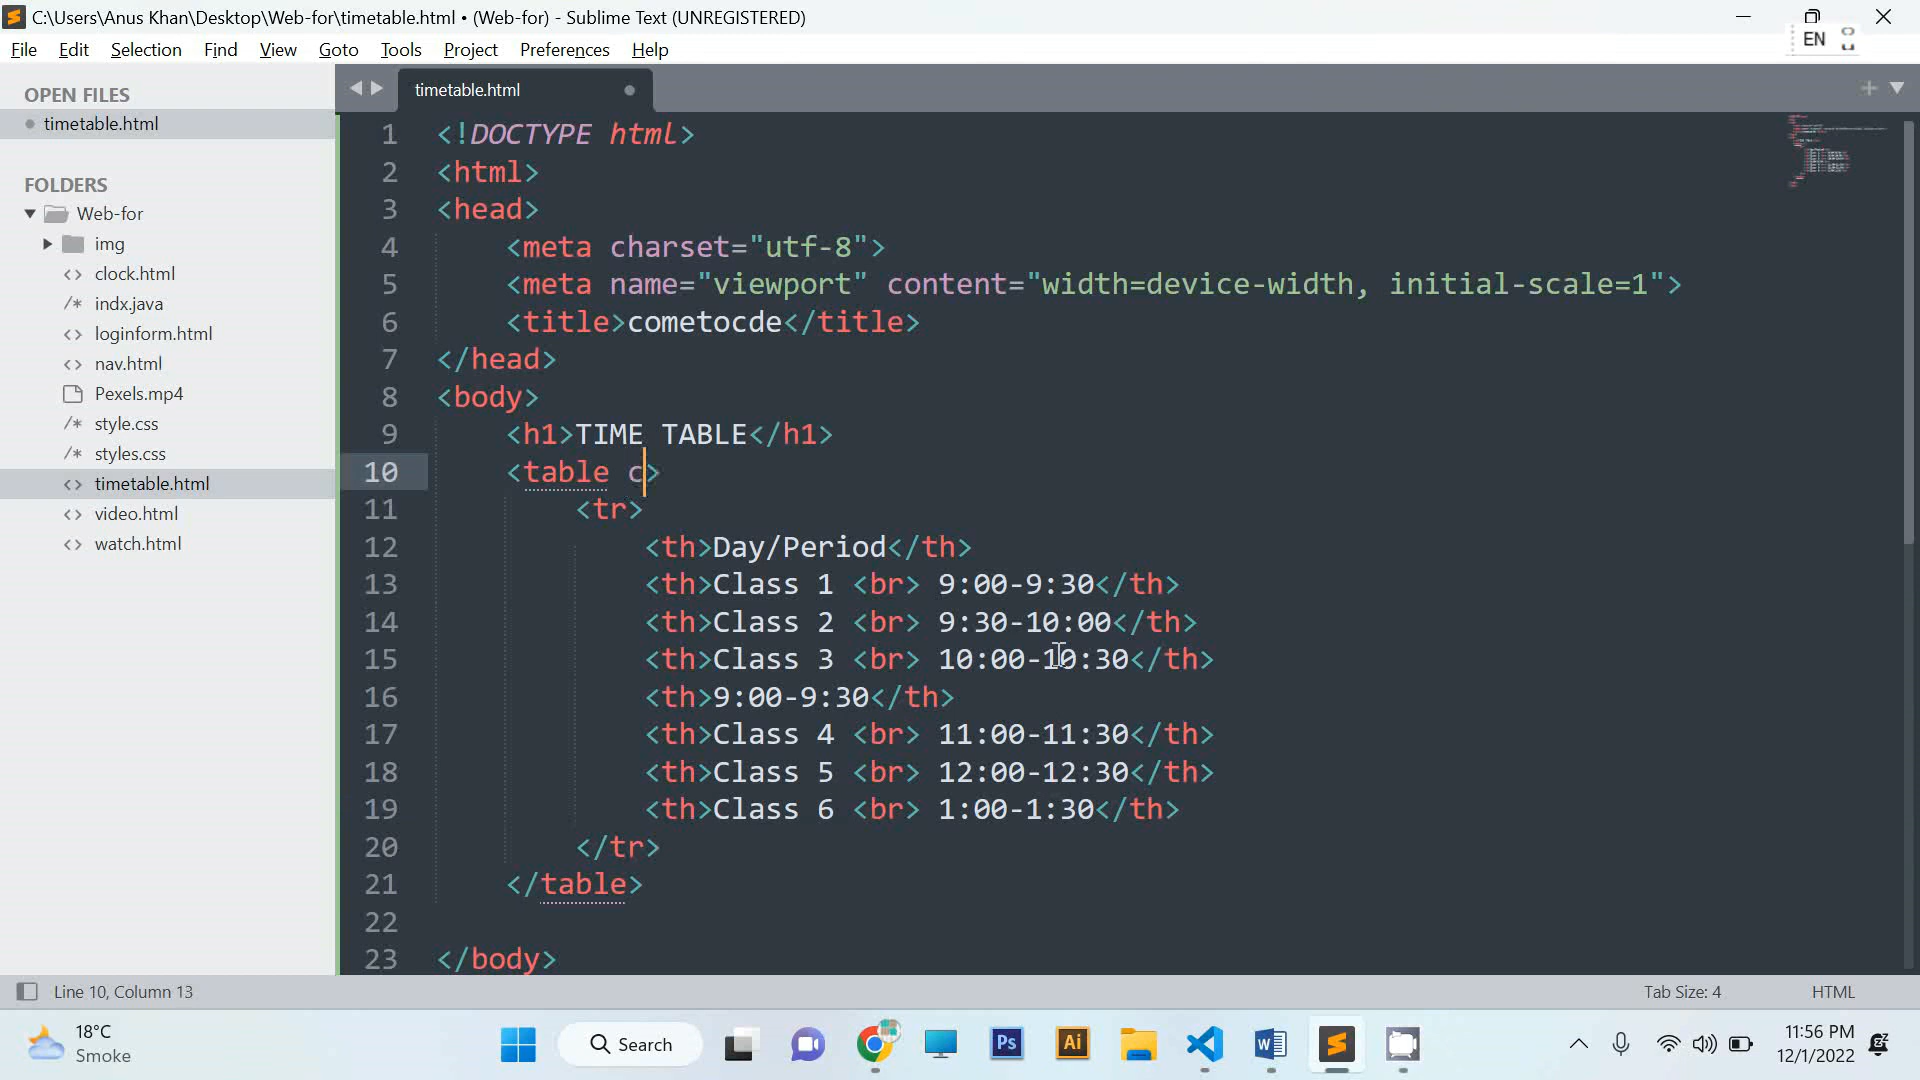 C:\Users\Anus Khan\Desktop\Web-for\timetable.html • (Web-for) - Sublime Text (UNREGISTERED)
File Edit Selection Find View Goto Tools Project Preferences Help
EN
OPEN FILES
timetable.html
FOLDERS
Web-for
img
<> clock.html
/* indx.java
<> loginform.html
<> nav.html
Pexels.mp4
/* style.css
/* styles.css
<> timetable.html
<> video.html
<> watch.html
timetable.html
1 <!DOCTYPE html>
2 <html>
3 <head>
4 <meta charset="utf-8">
5 <meta name="viewport" content="width=device-width, initial-scale=1">
6 <title>cometocde</title>
7 </head>
8 <body>
9 <h1>TIME TABLE</h1>
10 <table c>
11 <tr>
12 <th>Day/Period</th>
13 <th>Class 1 <br> 9:00-9:30</th>
14 <th>Class 2 <br> 9:30-10:00</th>
15 <th>Class 3 <br> 10:00-10:30</th>
16 <th>9:00-9:30</th>
17 <th>Class 4 <br> 11:00-11:30</th>
18 <th>Class 5 <br> 12:00-12:30</th>
19 <th>Class 6 <br> 1:00-1:30</th>
20 </tr>
21 </table>
22
23 </body>
Line 10, Column 13
Tab Size: 4
HTML
18°C
Smoke
Search
Ps
Ai
11:56 PM
12/1/2022